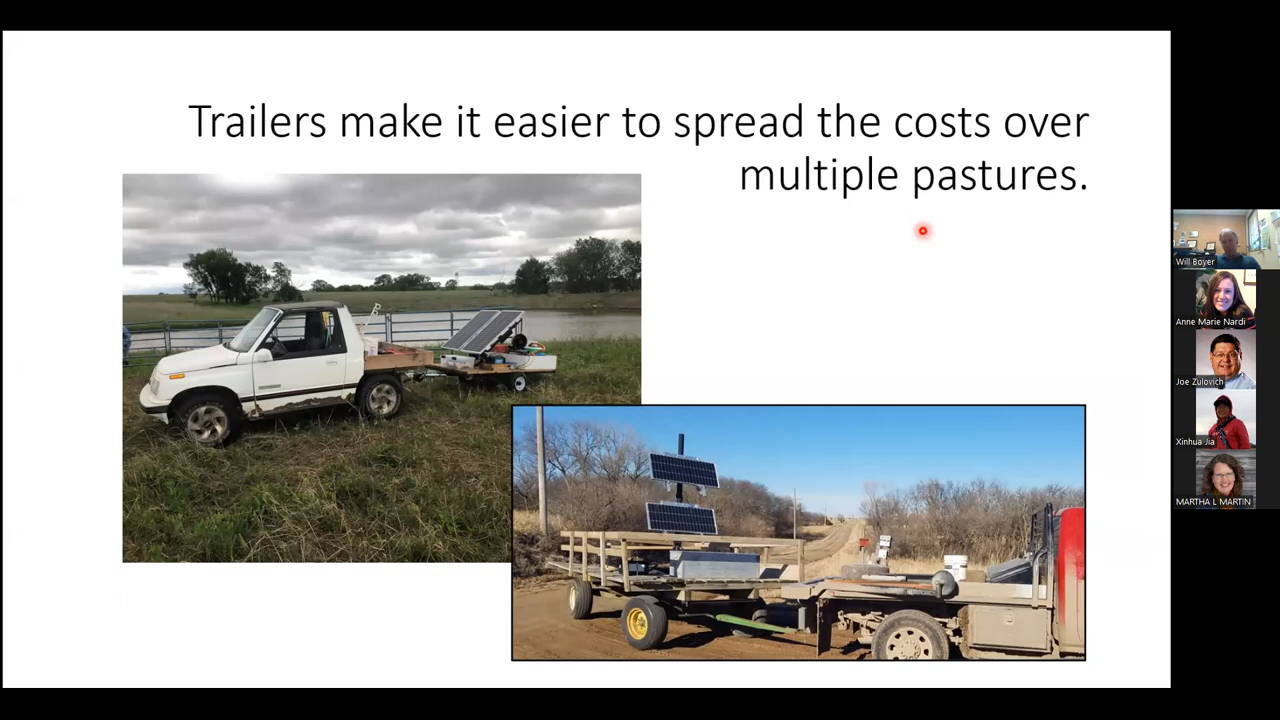 Trailers make it easier to spread the costs over
multiple pastures.
Will Boyer
Anne Marie Nardi
Joe Zulovich
Xinhua Jia
MARTHA L MARTIN